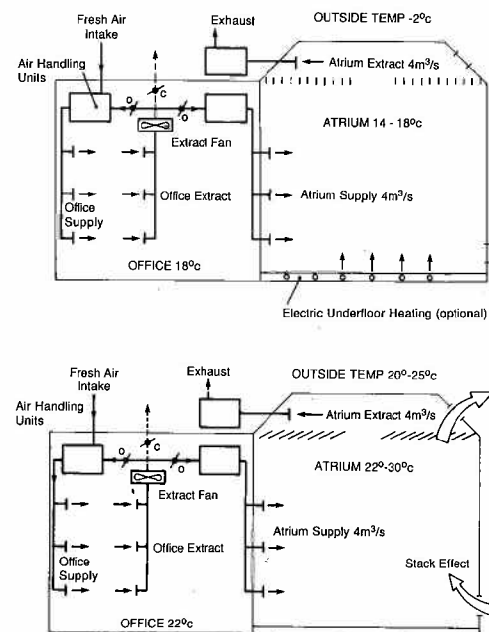 Fresh Air
Intake
Exhaust
OUTSIDE TEMP -2°c
Air Handling
Units
Atrium Extract 4m³/s
o
c
o
Extract Fan
ATRIUM 14 - 18°c
Office
Supply
Office Extract
Atrium Supply 4m³/s
OFFICE 18°c
Electric Underfloor Heating (optional)
Fresh Air
Intake
Exhaust
OUTSIDE TEMP 20°-25°c
Air Handling
Units
Atrium Extract 4m³/s
o
c
o
Extract Fan
ATRIUM 22°-30°c
Office
Supply
Office Extract
Atrium Supply 4m³/s
Stack Effect
OFFICE 22°c